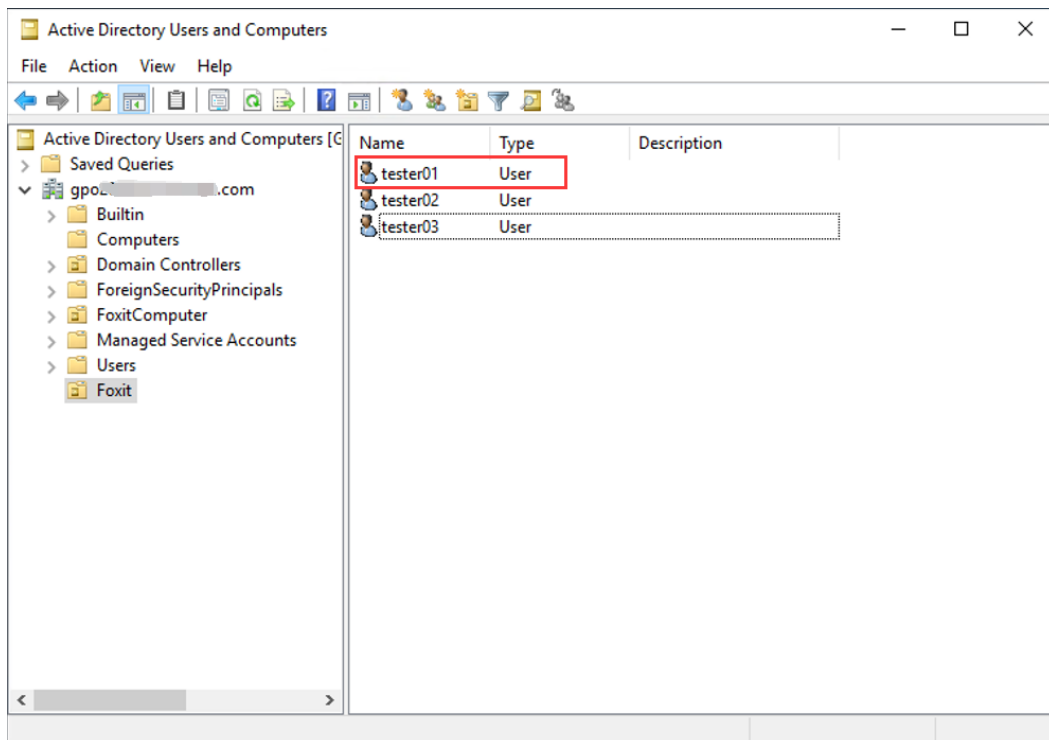 Active Directory Users and Computers
File Action View Help
Active Directory Users and Computers [G
Saved Queries
gpo .com
Builtin
Computers
Domain Controllers
ForeignSecurityPrincipals
FoxitComputer
Managed Service Accounts
Users
Foxit
Name Type Description
tester01 User
tester02 User
tester03 User